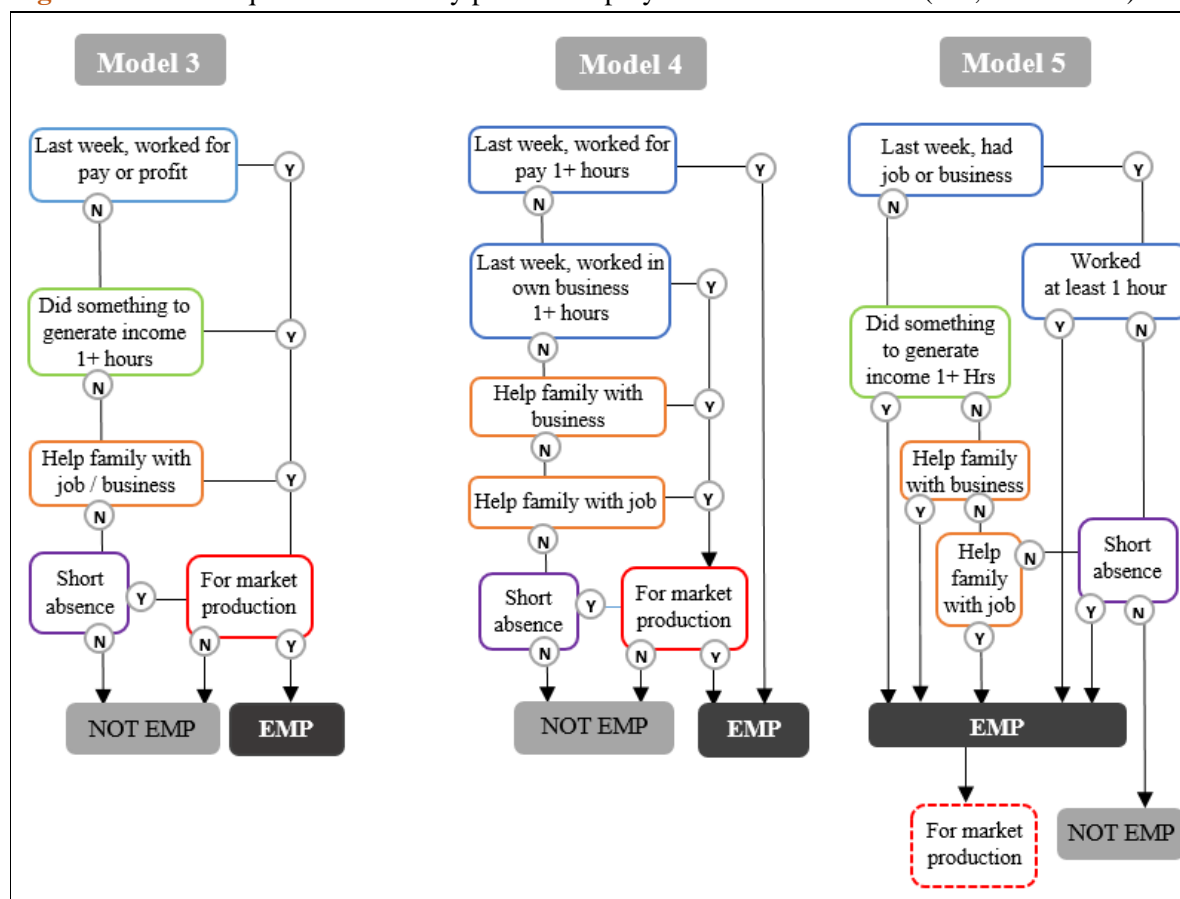 Model 3
Last week, worked for
pay or profit
Y
N
Did something to
generate income
1+ hours
Y
N
Help family with
job / business
Y
N
Short
absence
Y
For market
production
N
N
Y
NOT EMP
EMP
Model 4
Last week, worked for
pay 1+ hours
Y
N
Last week, worked in
own business
1+ hours
Y
N
Help family with
business
Y
N
Help family with job
Y
N
Short
absence
Y
For market
production
N
N
Y
NOT EMP
EMP
Model 5
Last week, had
job or business
Y
N
Worked
at least 1 hour
Y
N
Did something
to generate
income 1+ Hrs
Y
N
Help family
with business
Y
N
Help
family
with job
N
Y
Short
absence
Y
N
EMP
For market
production
NOT EMP